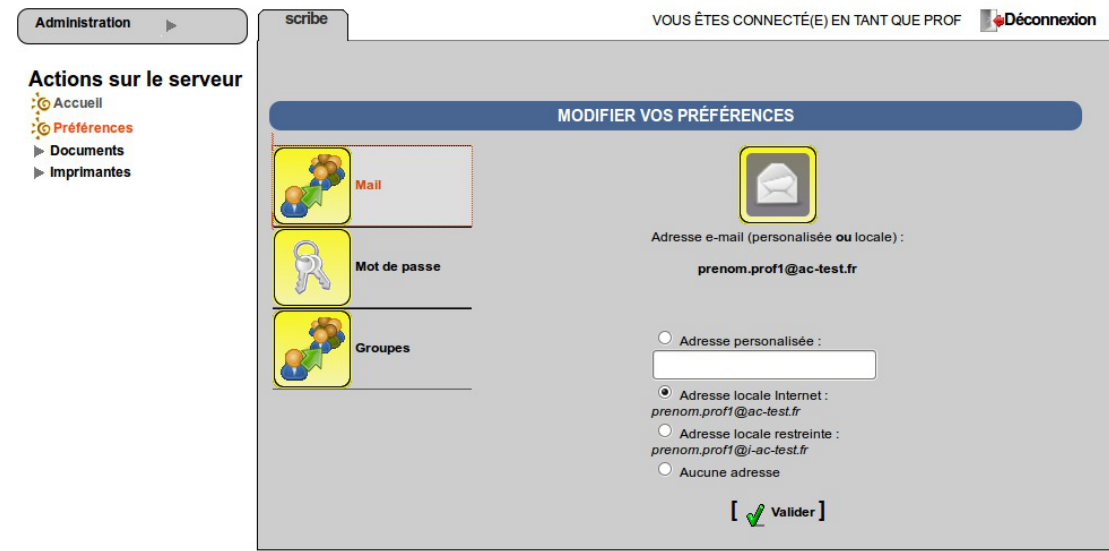 Administration
scribe
VOUS ÊTES CONNECTÉ(E) EN TANT QUE PROF
Déconnexion
Actions sur le serveur
Accueil
Préférences
Documents
Imprimantes
MODIFIER VOS PRÉFÉRENCES
Mail
Mot de passe
Groupes
Adresse e-mail (personalisée ou locale) :
prenom.prof1@ac-test.fr
Adresse personalisée :
Adresse locale Internet :
prenom.prof1@ac-test.fr
Adresse locale restreinte :
prenom.prof1@i-ac-test.fr
Aucune adresse
[ Valider ]